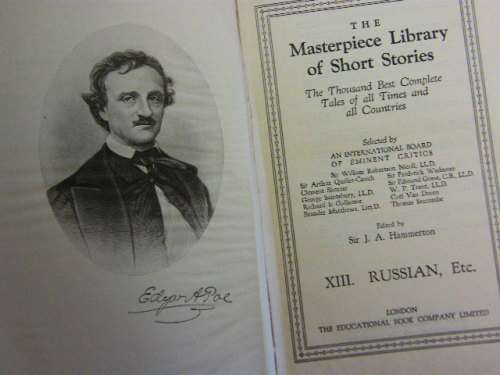 Edgar A Poe
THE
Masterpiece Library
of Short Stories
The Thousand Best Complete
Tales of all Times and
all Countries
Selected by
AN INTERNATIONAL BOARD
OF EMINENT CRITICS
Sir William Robertson Nicoll, LL.D.
Sir Arthur Quiller-Couch Sir Frederick Wedmore
Clement Shorter Sir Edmund Gosse, C.B., LL.D.
George Saintsbury, LL.D. W. P. Trent, LL.D.
Richard le Gallienne Carl Van Doren
Brander Matthews, Litt.D. Thomas Seccombe
Edited by
Sir J. A. Hammerton
XIII. RUSSIAN, Etc.
LONDON
THE EDUCATIONAL BOOK COMPANY LIMITED